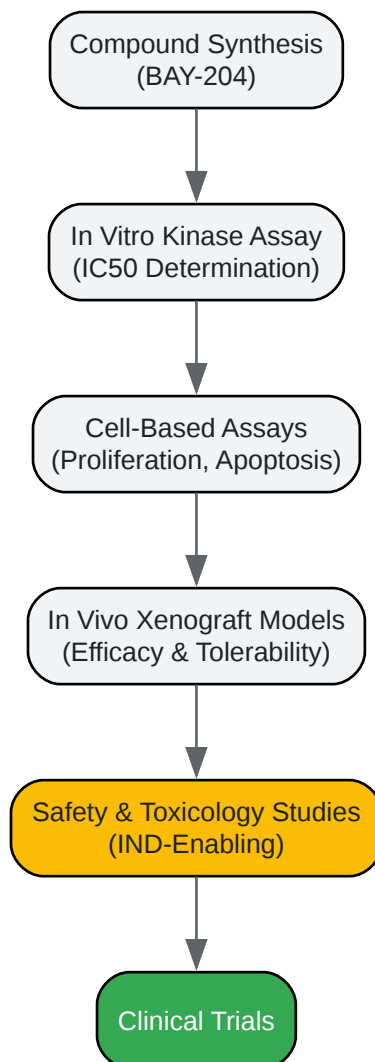 Compound Synthesis
(BAY-204)
In Vitro Kinase Assay
(IC50 Determination)
Cell-Based Assays
(Proliferation, Apoptosis)
In Vivo Xenograft Models
(Efficacy & Tolerability)
Safety & Toxicology Studies
(IND-Enabling)
Clinical Trials